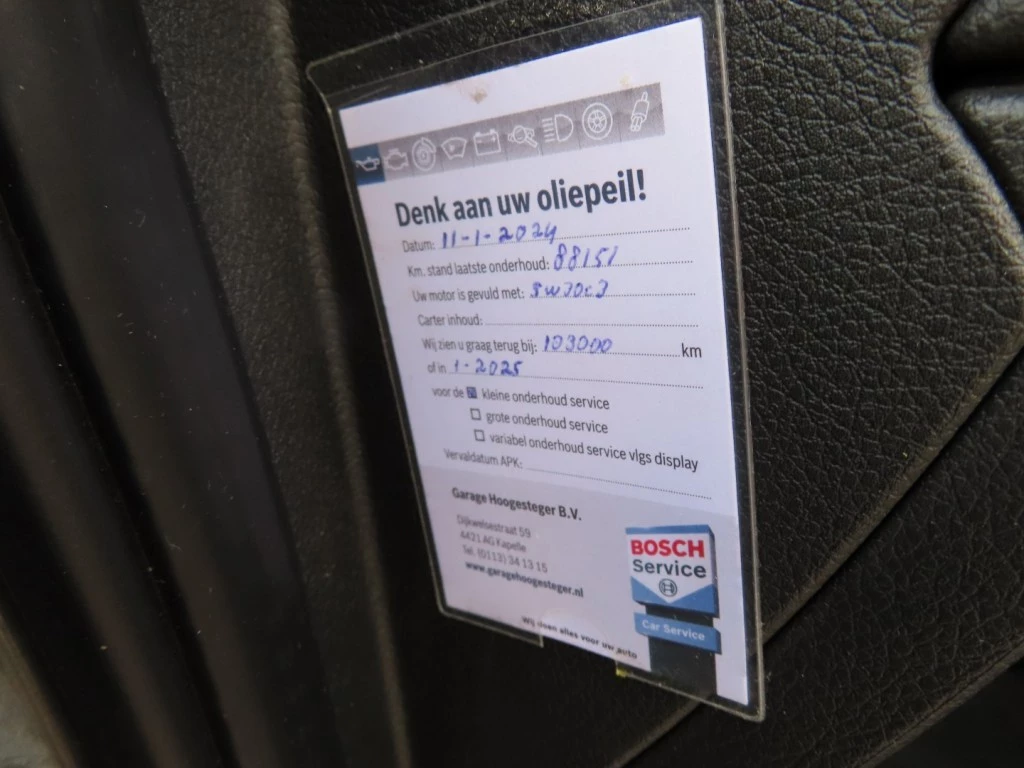 Denk aan uw oliepeil!
Datum: 11-1-2024
Km. stand laatste onderhoud: 88151
Uw motor is gevuld met: 5w30c3
Carter inhoud:
Wij zien u graag terug bij: 103000 km
of in 1-2025
voor de kleine onderhoud service
grote onderhoud service
variabel onderhoud service vlgs display
Vervaldatum APK:
Garage Hoogesteger B.V.
Dijkwelsestraat 59
4421 AG Kapelle
Tel. (0113) 34 13 15
www.garagehoogesteger.nl
BOSCH
Service
Car Service
Wij doen alles voor uw auto